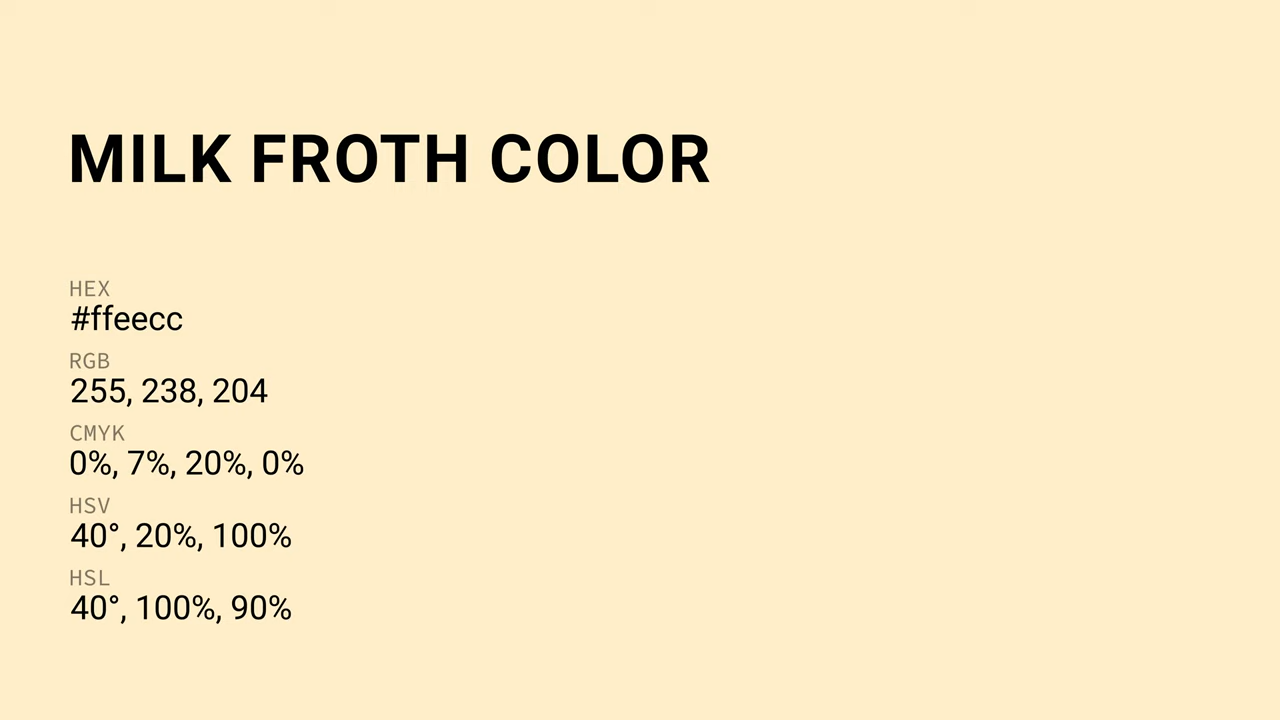 MILK FROTH COLOR
HEX
#ffeecc
RGB
255, 238, 204
CMYK
0%, 7%, 20%, 0%
HSV
40°, 20%, 100%
HSL
40°, 100%, 90%